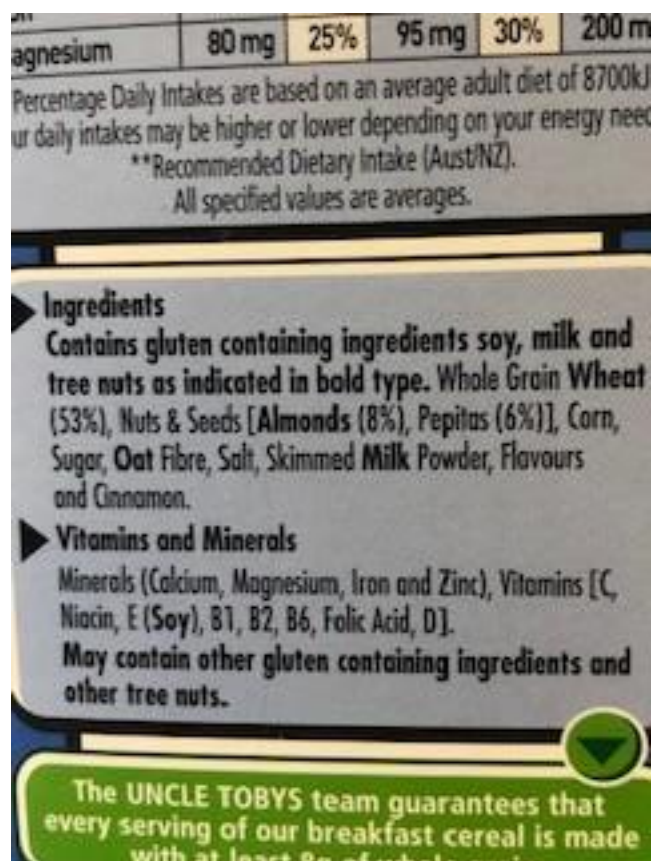 agnesium 80 mg 25% 95 mg 30% 200 m
Percentage Daily Intakes are based on an average adult diet of 8700kJ
ur daily intakes may be higher or lower depending on your energy need
**Recommended Dietary Intake (Aust/NZ).
All specified values are averages.
Ingredients
Contains gluten containing ingredients soy, milk and
tree nuts as indicated in bold type. Whole Grain Wheat
(53%), Nuts & Seeds [Almonds (8%), Pepitas (6%)], Corn,
Sugar, Oat Fibre, Salt, Skimmed Milk Powder, Flavours
and Cinnamon.
Vitamins and Minerals
Minerals (Calcium, Magnesium, Iron and Zinc), Vitamins [C,
Niacin, E (Soy), B1, B2, B6, Folic Acid, D].
May contain other gluten containing ingredients and
other tree nuts.
The UNCLE TOBYS team guarantees that
every serving of our breakfast cereal is made
with at least 8g of